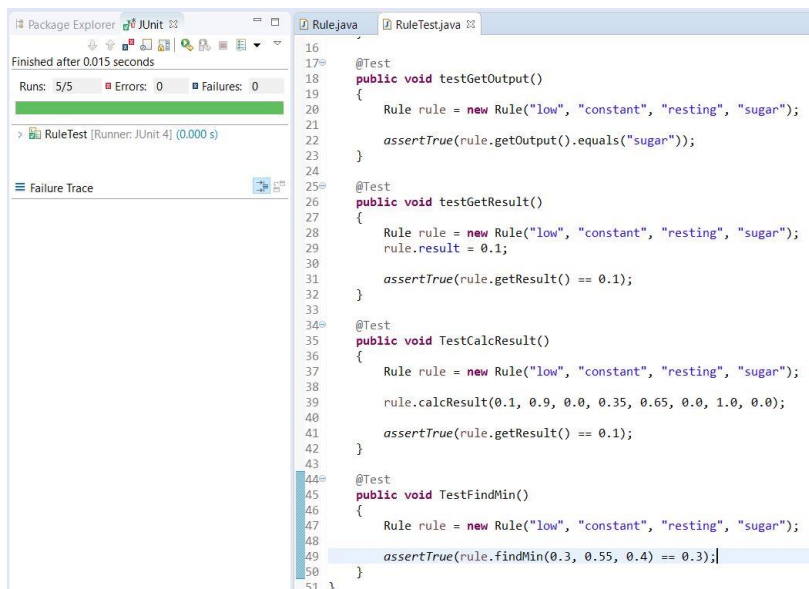 Package Explorer JUnit
Finished after 0.015 seconds
Runs: 5/5 Errors: 0 Failures: 0
RuleTest [Runner: JUnit 4] (0.000 s)
Failure Trace
Rule.java RuleTest.java
16
17 @Test
18 public void testGetOutput()
19 {
20 Rule rule = new Rule("low", "constant", "resting", "sugar");
21
22 assertTrue(rule.getOutput().equals("sugar"));
23 }
24
25 @Test
26 public void testGetResult()
27 {
28 Rule rule = new Rule("low", "constant", "resting", "sugar");
29 rule.result = 0.1;
30
31 assertTrue(rule.getResult() == 0.1);
32 }
33
34 @Test
35 public void TestCalcResult()
36 {
37 Rule rule = new Rule("low", "constant", "resting", "sugar");
38
39 rule.calcResult(0.1, 0.9, 0.0, 0.35, 0.65, 0.0, 1.0, 0.0);
40
41 assertTrue(rule.getResult() == 0.1);
42 }
43
44 @Test
45 public void TestFindMin()
46 {
47 Rule rule = new Rule("low", "constant", "resting", "sugar");
48
49 assertTrue(rule.findMin(0.3, 0.55, 0.4) == 0.3);
50 }
51 }